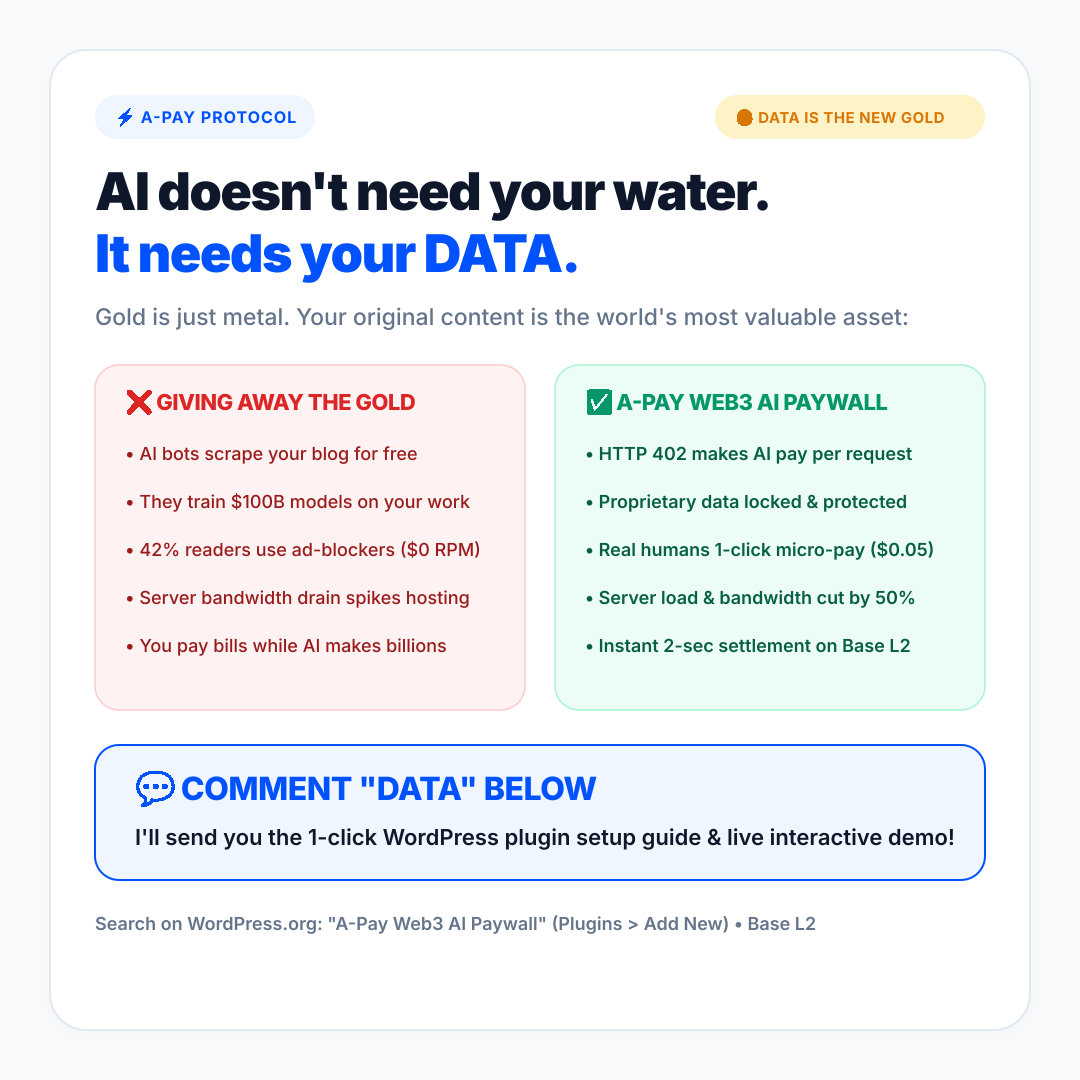 ⚡ A-PAY PROTOCOL
DATA IS THE NEW GOLD
AI doesn't need your water.
It needs your DATA.
Gold is just metal. Your original content is the world's most valuable asset:
❌ GIVING AWAY THE GOLD
• AI bots scrape your blog for free
• They train $100B models on your work
• 42% readers use ad-blockers ($0 RPM)
• Server bandwidth drain spikes hosting
• You pay bills while AI makes billions
✅ A-PAY WEB3 AI PAYWALL
• HTTP 402 makes AI pay per request
• Proprietary data locked & protected
• Real humans 1-click micro-pay ($0.05)
• Server load & bandwidth cut by 50%
• Instant 2-sec settlement on Base L2
💬 COMMENT "DATA" BELOW
I'll send you the 1-click WordPress plugin setup guide & live interactive demo!
Search on WordPress.org: "A-Pay Web3 AI Paywall" (Plugins > Add New) • Base L2